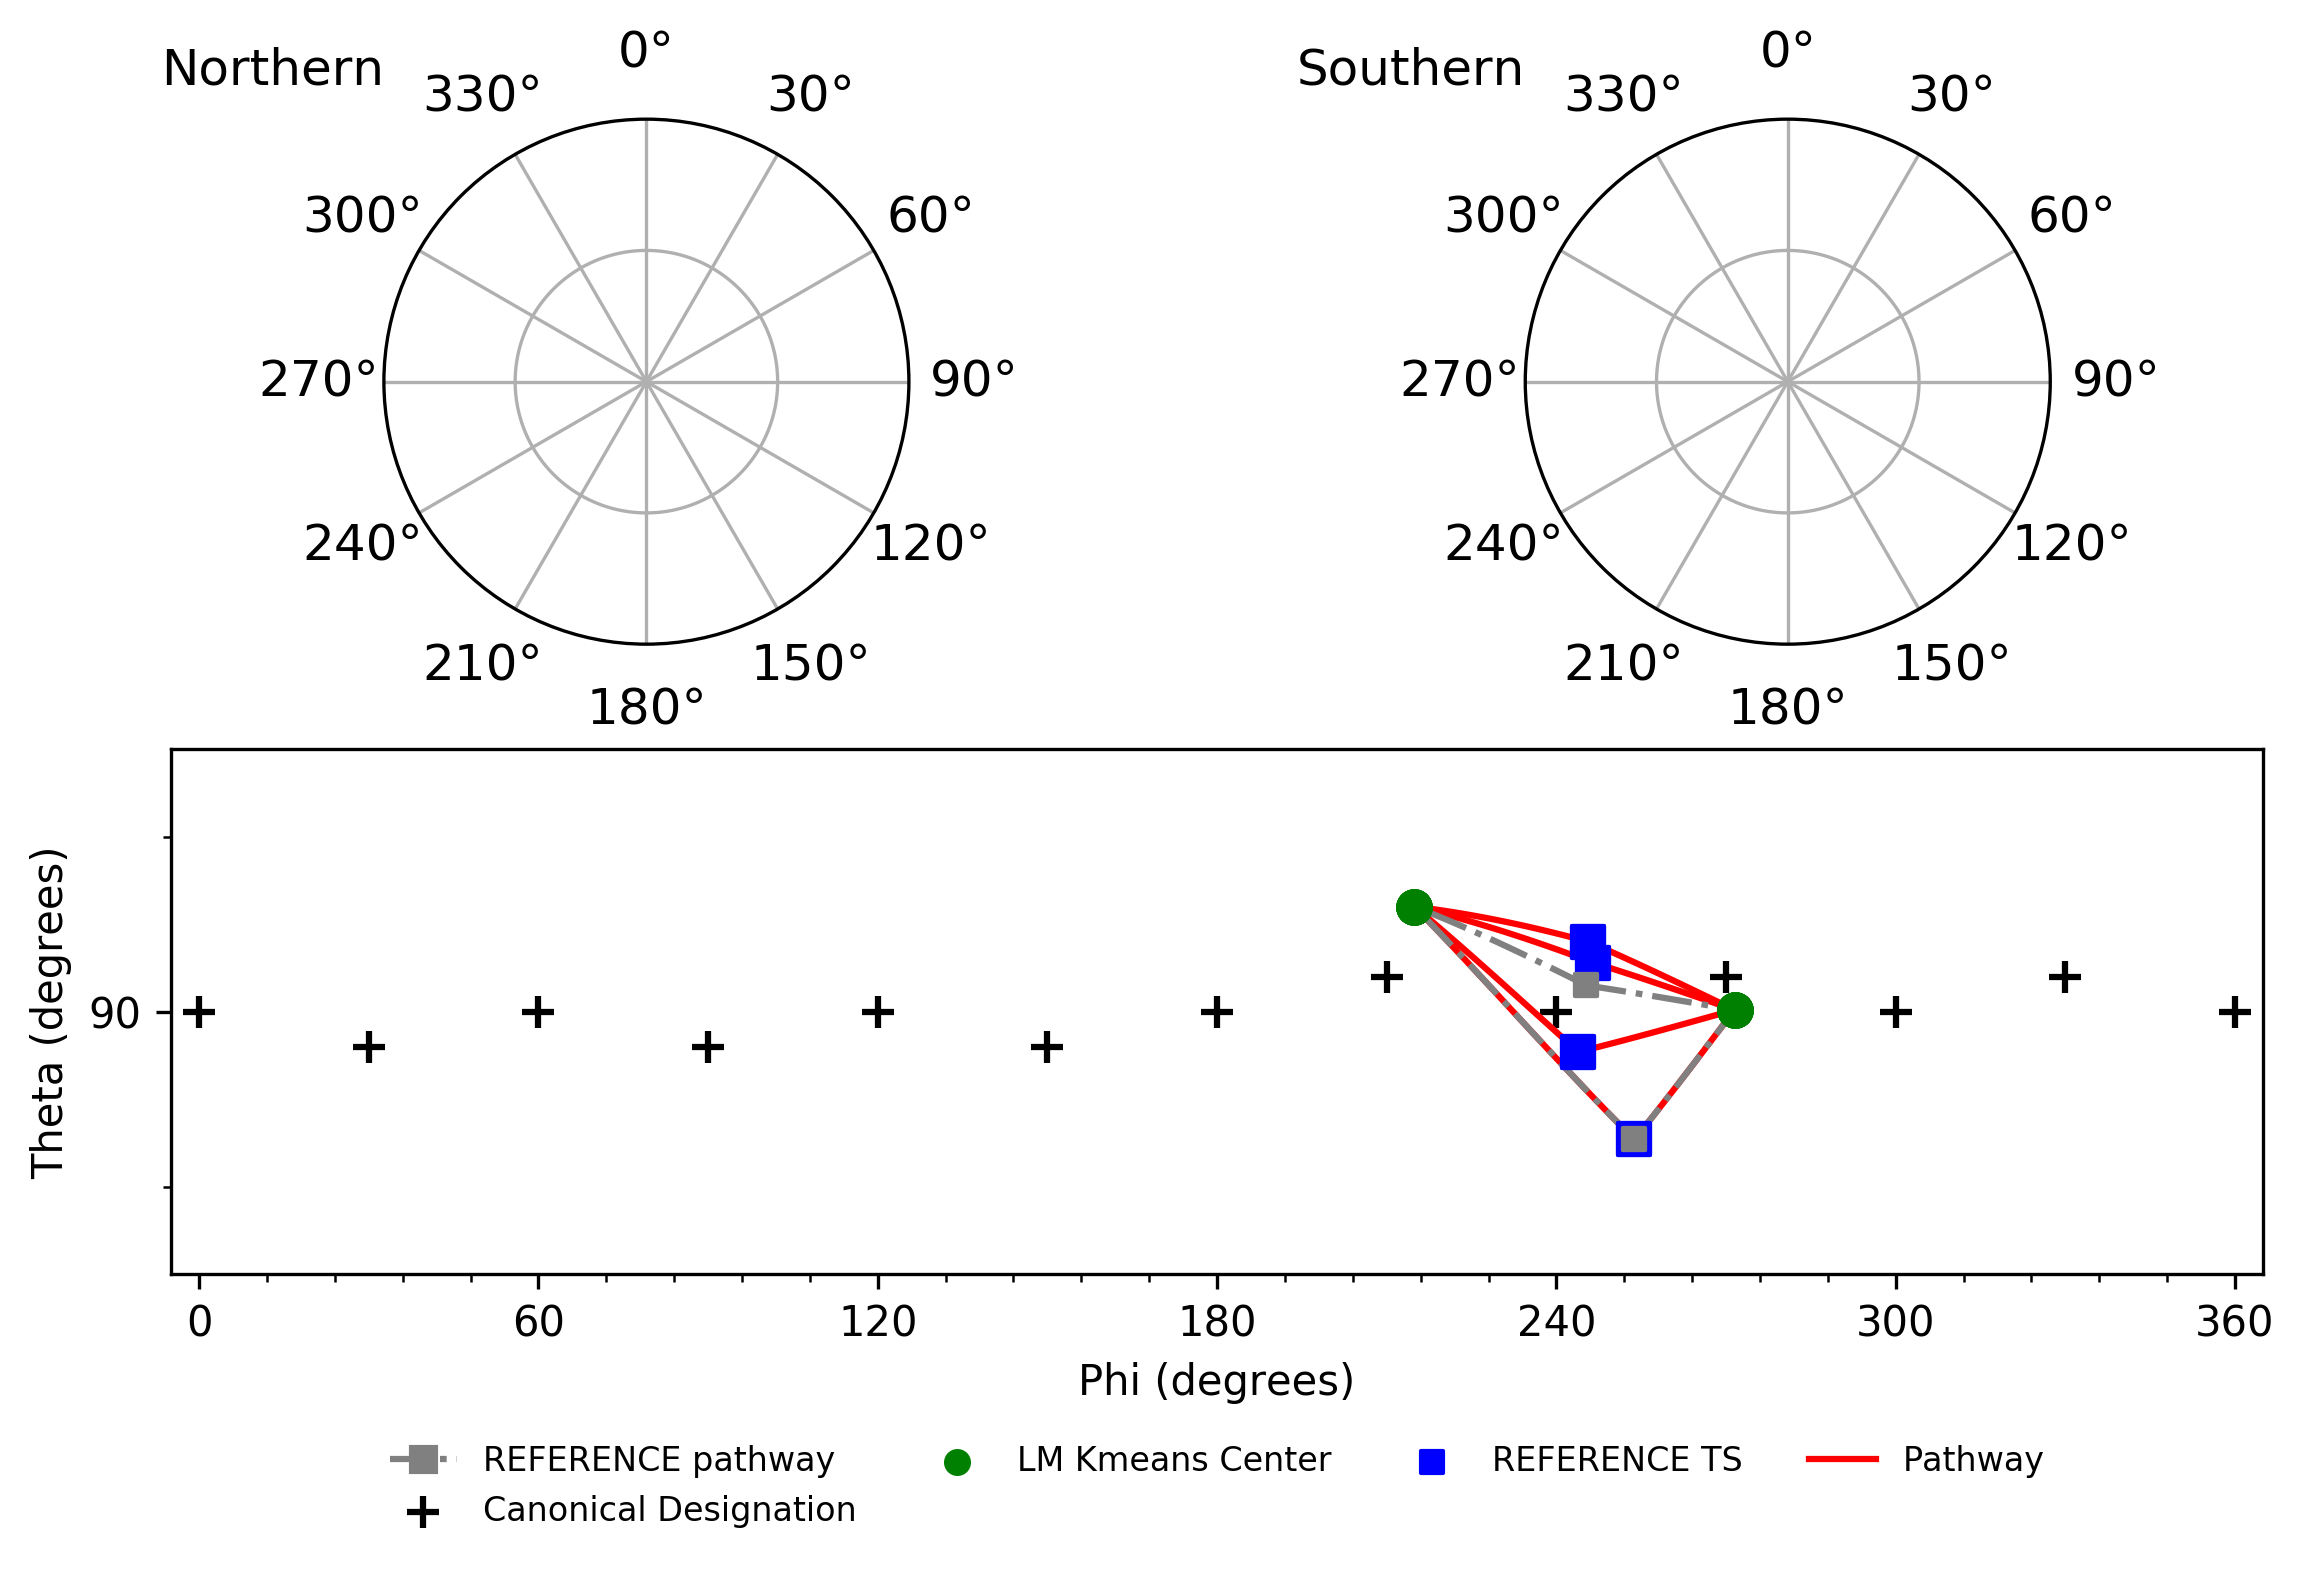 Northern
0°
330°
30°
300°
60°
270°
90°
240°
120°
210°
150°
180°
Southern
0°
330°
30°
300°
60°
270°
90°
240°
120°
210°
150°
180°
Theta (degrees)
90
0 60 120 180 240 300 360
Phi (degrees)
REFERENCE pathway
LM Kmeans Center
REFERENCE TS
Pathway
Canonical Designation